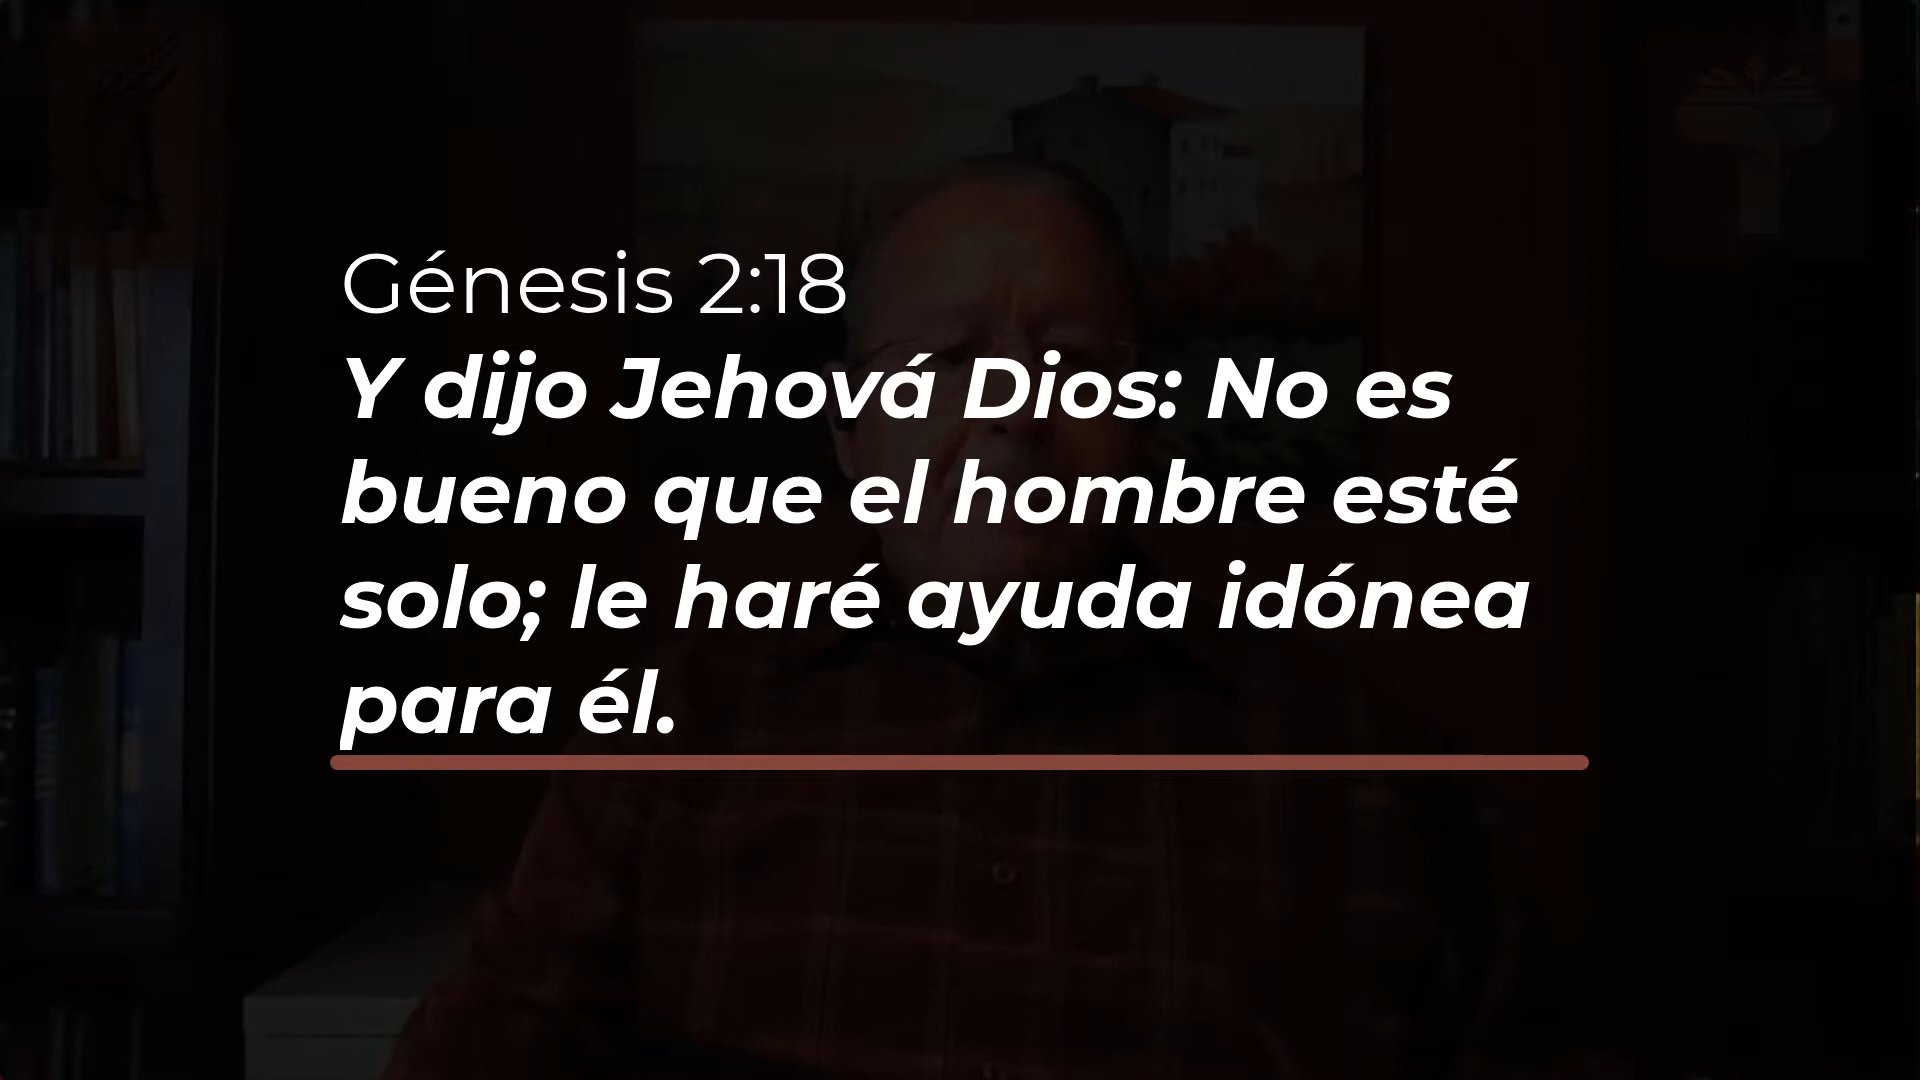 Génesis 2:18
Y dijo Jehová Dios: No es
bueno que el hombre esté
solo; le haré ayuda idónea
para él.